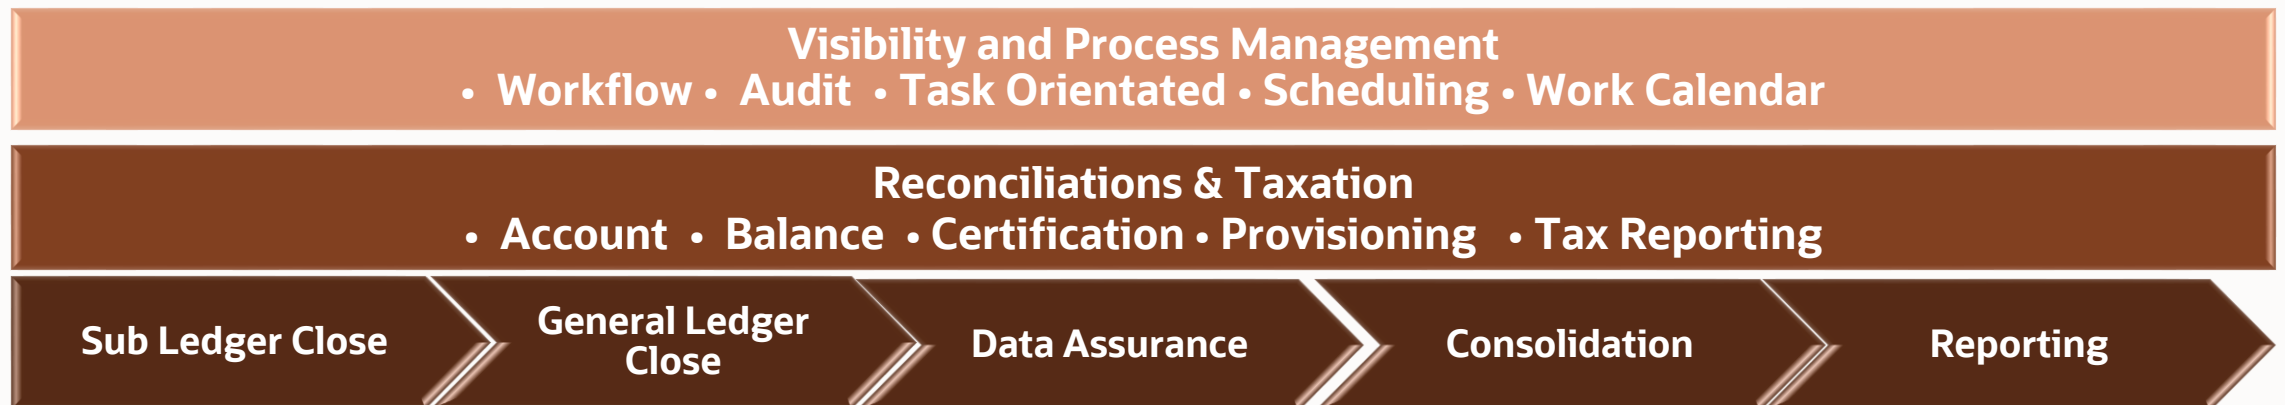 Visibility and Process Management
• Workflow • Audit • Task Orientated • Scheduling • Work Calendar
Reconciliations & Taxation
• Account • Balance • Certification • Provisioning • Tax Reporting
Sub Ledger Close
General Ledger
Close
Data Assurance
Consolidation
Reporting